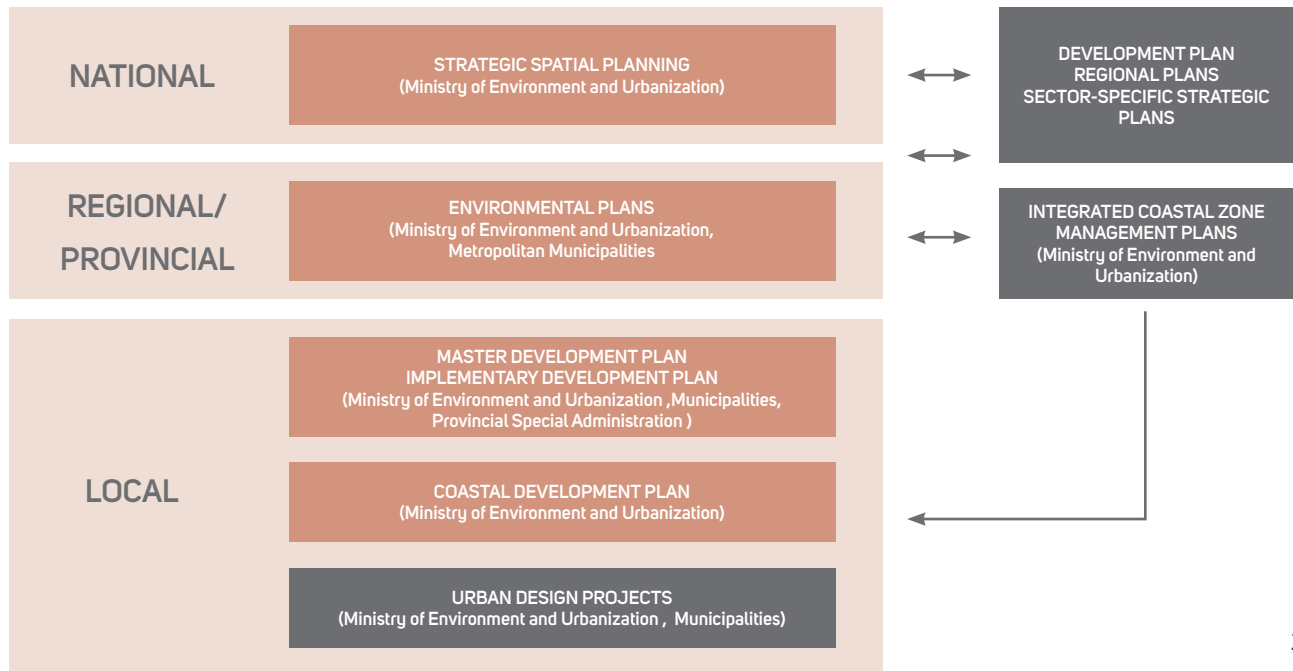 NATIONAL
STRATEGIC SPATIAL PLANNING
(Ministry of Environment and Urbanization)
DEVELOPMENT PLAN
REGIONAL PLANS
SECTOR-SPECIFIC STRATEGIC
PLANS
REGIONAL/
PROVINCIAL
ENVIRONMENTAL PLANS
(Ministry of Environment and Urbanization,
Metropolitan Municipalities
INTEGRATED COASTAL ZONE
MANAGEMENT PLANS
(Ministry of Environment and
Urbanization)
LOCAL
MASTER DEVELOPMENT PLAN
IMPLEMENTARY DEVELOPMENT PLAN
(Ministry of Environment and Urbanization ,Municipalities,
Provincial Special Administration )
COASTAL DEVELOPMENT PLAN
(Ministry of Environment and Urbanization)
URBAN DESIGN PROJECTS
(Ministry of Environment and Urbanization , Municipalities)